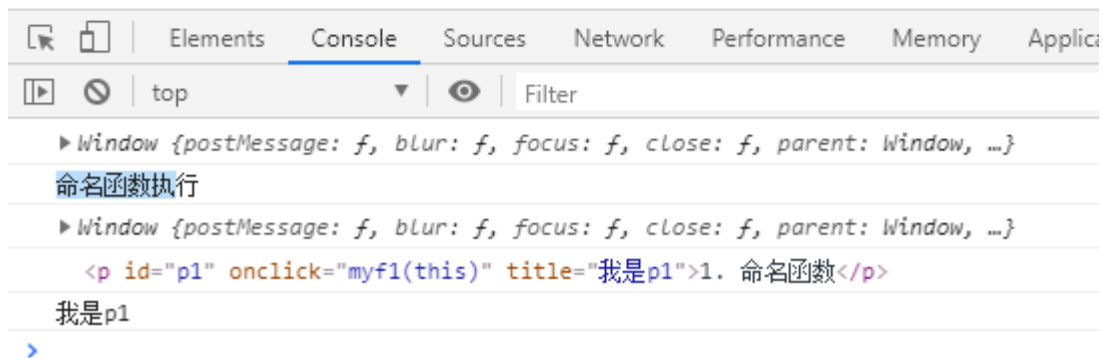 Elements Console Sources Network Performance Memory Applica
top Filter
Window {postMessage: ƒ, blur: ƒ, focus: ƒ, close: ƒ, parent: Window, …}
命名函数执行
Window {postMessage: ƒ, blur: ƒ, focus: ƒ, close: ƒ, parent: Window, …}
<p id="p1" onclick="myf1(this)" title="我是p1">1. 命名函数</p>
我是p1